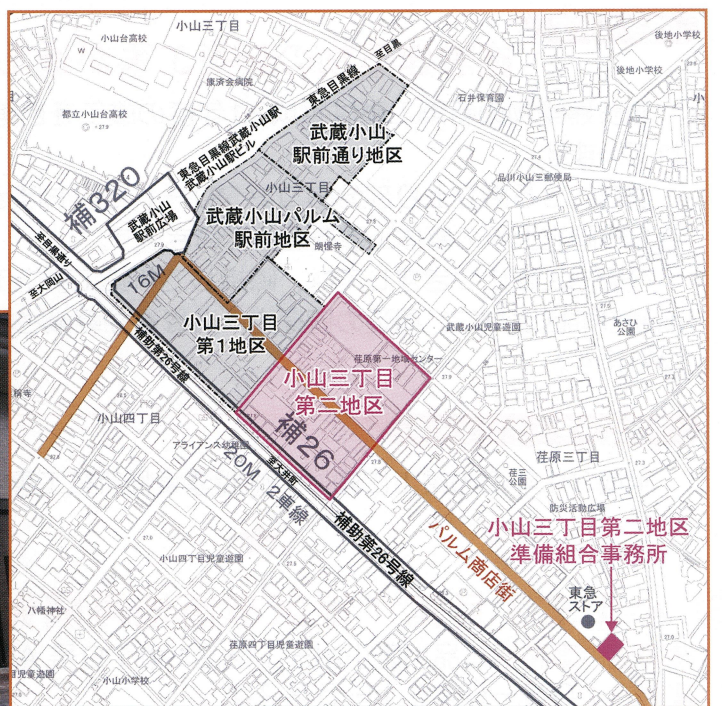 小山三丁目
小山台高校
W
至目黒
後地小学校
後地小学校
康済会病院
東急目黒線
石井保育園
都立小山台高校
27.9
東急目黒線武蔵小山駅
武蔵小山駅ビル
武蔵小山
駅前通り地区
品川小山三郵便局
補320
小山三丁目
武蔵小山
駅前広場
武蔵小山パルム
駅前地区
朗惺寺
至目黒通り
至大岡山
16M
小山三丁目
第1地区
補助第26号線
武蔵小山児童遊園
あさひ
公園
荏原第一地域センター
小山三丁目
第二地区
補26
小山四丁目
アライアンス幼稚園
20M 2車線
至大井町
荏原三丁目
荏三
公園
防災活動広場
補助第26号線
パルム商店街
小山三丁目第二地区
準備組合事務所
小山四丁目児童遊園
東急
ストア
八幡神社
荏原四丁目児童遊園
児童遊園
小山小学校